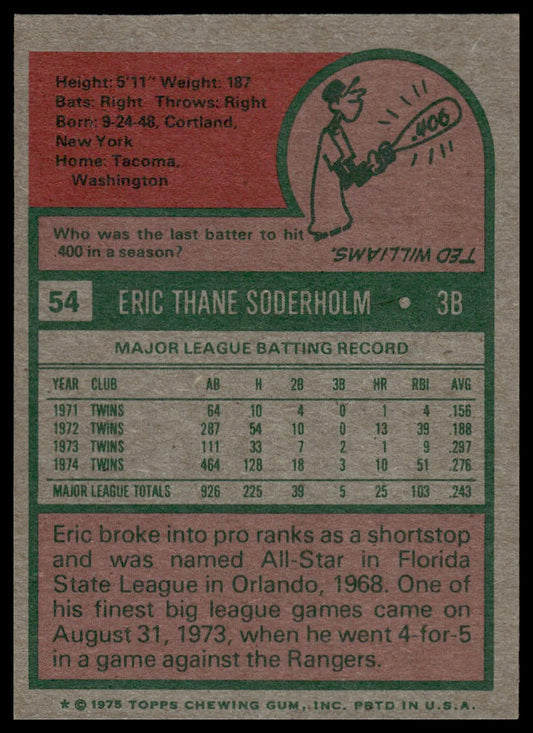 Height: 5'11" Weight: 187
Bats: Right Throws: Right
Born: 9-24-48, Cortland,
New York
Home: Tacoma,
Washington
.406
Who was the last batter to hit
.400 in a season?
TED WILLIAMS.
54 ERIC THANE SODERHOLM • 3B
MAJOR LEAGUE BATTING RECORD
YEAR CLUB AB H 2B 3B HR RBI AVG
1971 TWINS 64 10 4 0 1 4 .156
1972 TWINS 287 54 10 0 13 39 .188
1973 TWINS 111 33 7 2 1 9 .297
1974 TWINS 464 128 18 3 10 51 .276
MAJOR LEAGUE TOTALS 926 225 39 5 25 103 .243
Eric broke into pro ranks as a shortstop
and was named All-Star in Florida
State League in Orlando, 1968. One of
his finest big league games came on
August 31, 1973, when he went 4-for-5
in a game against the Rangers.
* © 1975 TOPPS CHEWING GUM, INC. PRTD IN U.S.A.